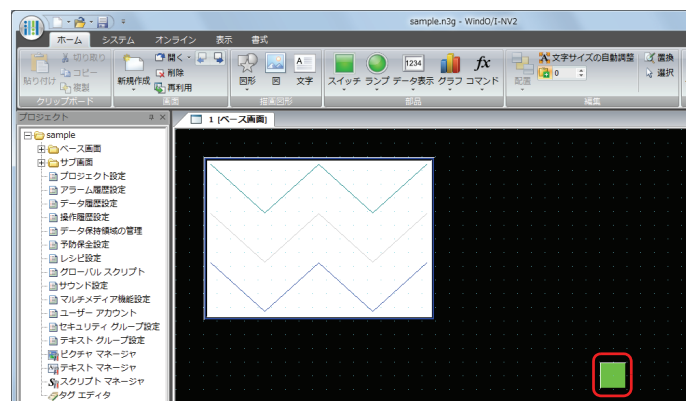 sample.n3g - WindO/I-NV2
ホーム システム オンライン 表示 書式
切り取り
コピー
複製
貼り付け
クリップボード
新規作成
開く
削除
再利用
画面
図形 図 文字
描画図形
スイッチ ランプ データ表示 グラフ コマンド
1234
fx
部品
配置
文字サイズの自動調整
0
置換
選択
編集
プロジェクト
1 [ベース画面]
sample
ベース画面
サブ画面
プロジェクト設定
アラーム履歴設定
データ履歴設定
操作履歴設定
データ保持領域の管理
予防保全設定
レシピ設定
グローバル スクリプト
サウンド設定
マルチメディア機能設定
ユーザー アカウント
セキュリティ グループ設定
テキスト グループ設定
ピクチャ マネージャ
テキスト マネージャ
スクリプト マネージャ
タグ エディタ